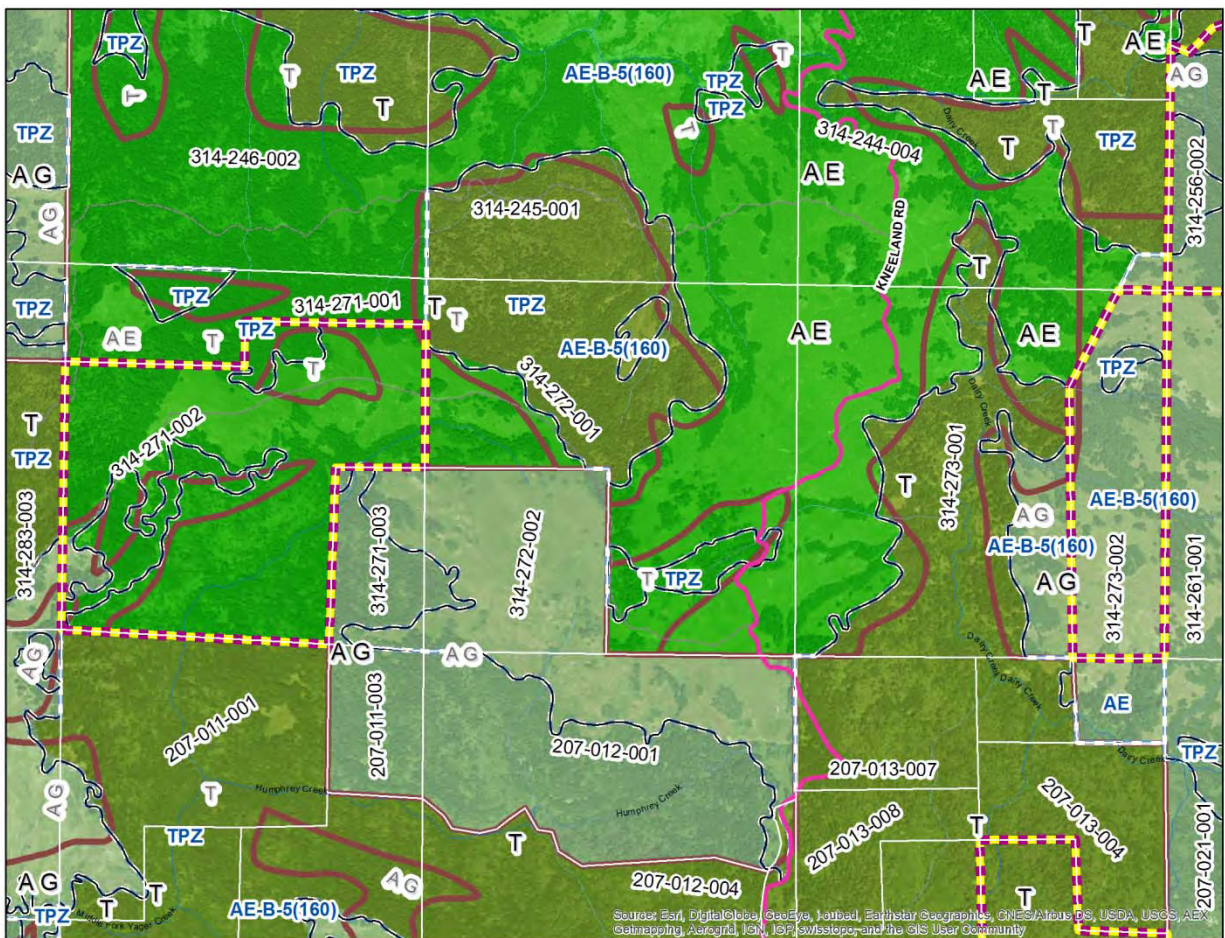 TPZ
T
AE
AG
T
TPZ
T
T
AE-B-5(160)
TPZ
TPZ
T
TPZ
AE
T
T
TPZ
314-246-002
T
314-244-004
Dairy Creek
T
T
TPZ
314-256-002
AG
AG
AE
314-245-001
KNEELAND RD
T
TPZ
TPZ
314-271-001
T
T
TPZ
AE
T
TPZ
T
AE-B-5(160)
AE
AE
TPZ
314-272-001
Dairy Creek
314-271-002
T
TPZ
314-283-003
314-271-003
314-272-002
T
314-273-001
AG
AE-B-5(160)
AE-B-5(160)
314-273-002
314-261-001
T
TPZ
AG
AG
AG
AG
Dairy Creek
Dairy Creek
207-011-001
207-011-003
207-012-001
AE
207-013-007
Dairy Creek
TPZ
AG
T
Humphrey Creek
Humphrey Creek
TPZ
T
207-013-008
T
207-013-004
207-021-001
AG
T
T
TPZ
Middle Fork Yager Creek
AE-B-5(160)
AG
207-012-004
T
Source: Esri, DigitalGlobe, GeoEye, i-cubed, Earthstar Geographics, CNES/Airbus DS, USDA, USGS, AEX,
Getmapping, Aerogrid, IGN, IGP, swisstopo, and the GIS User Community